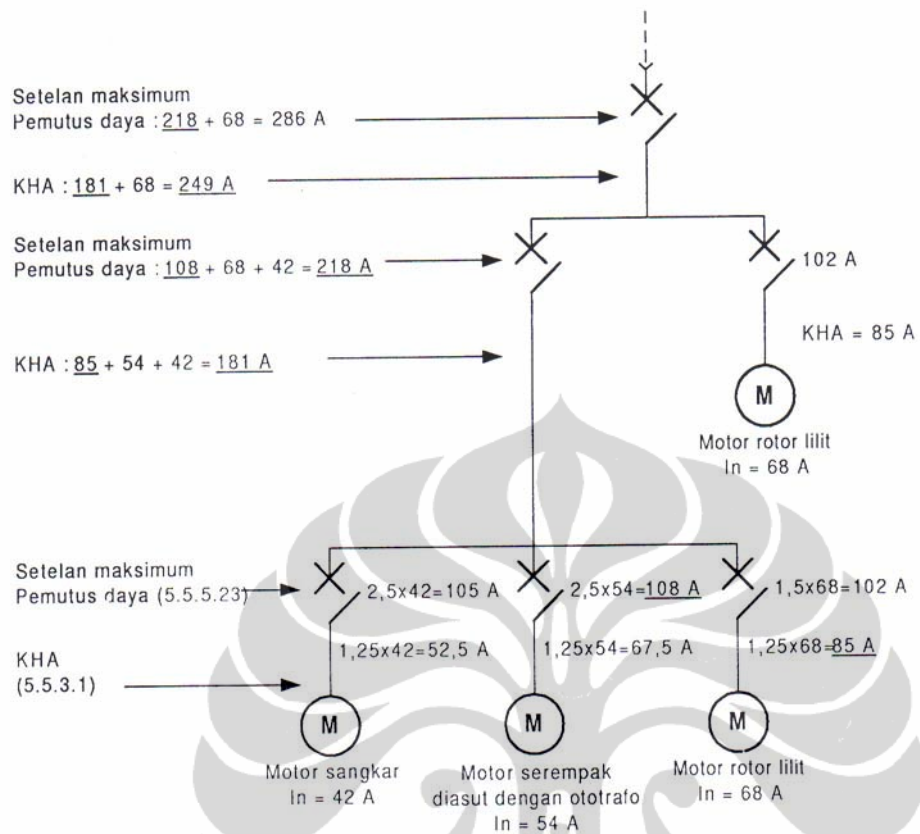 Setelan maksimum
Pemutus daya : 218 + 68 = 286 A
KHA : 181 + 68 = 249 A
Setelan maksimum
Pemutus daya : 108 + 68 + 42 = 218 A
102 A
KHA = 85 A
KHA : 85 + 54 + 42 = 181 A
M
Motor rotor lilit
In = 68 A
Setelan maksimum
Pemutus daya (5.5.5.23)
2,5x42=105 A
2,5x54=108 A
1,5x68=102 A
KHA
(5.5.3.1)
1,25x42=52,5 A
1,25x54=67,5 A
1,25x68=85 A
M
M
M
Motor sangkar
In = 42 A
Motor serempak
diasut dengan ototrafo
In = 54 A
Motor rotor lilit
In = 68 A